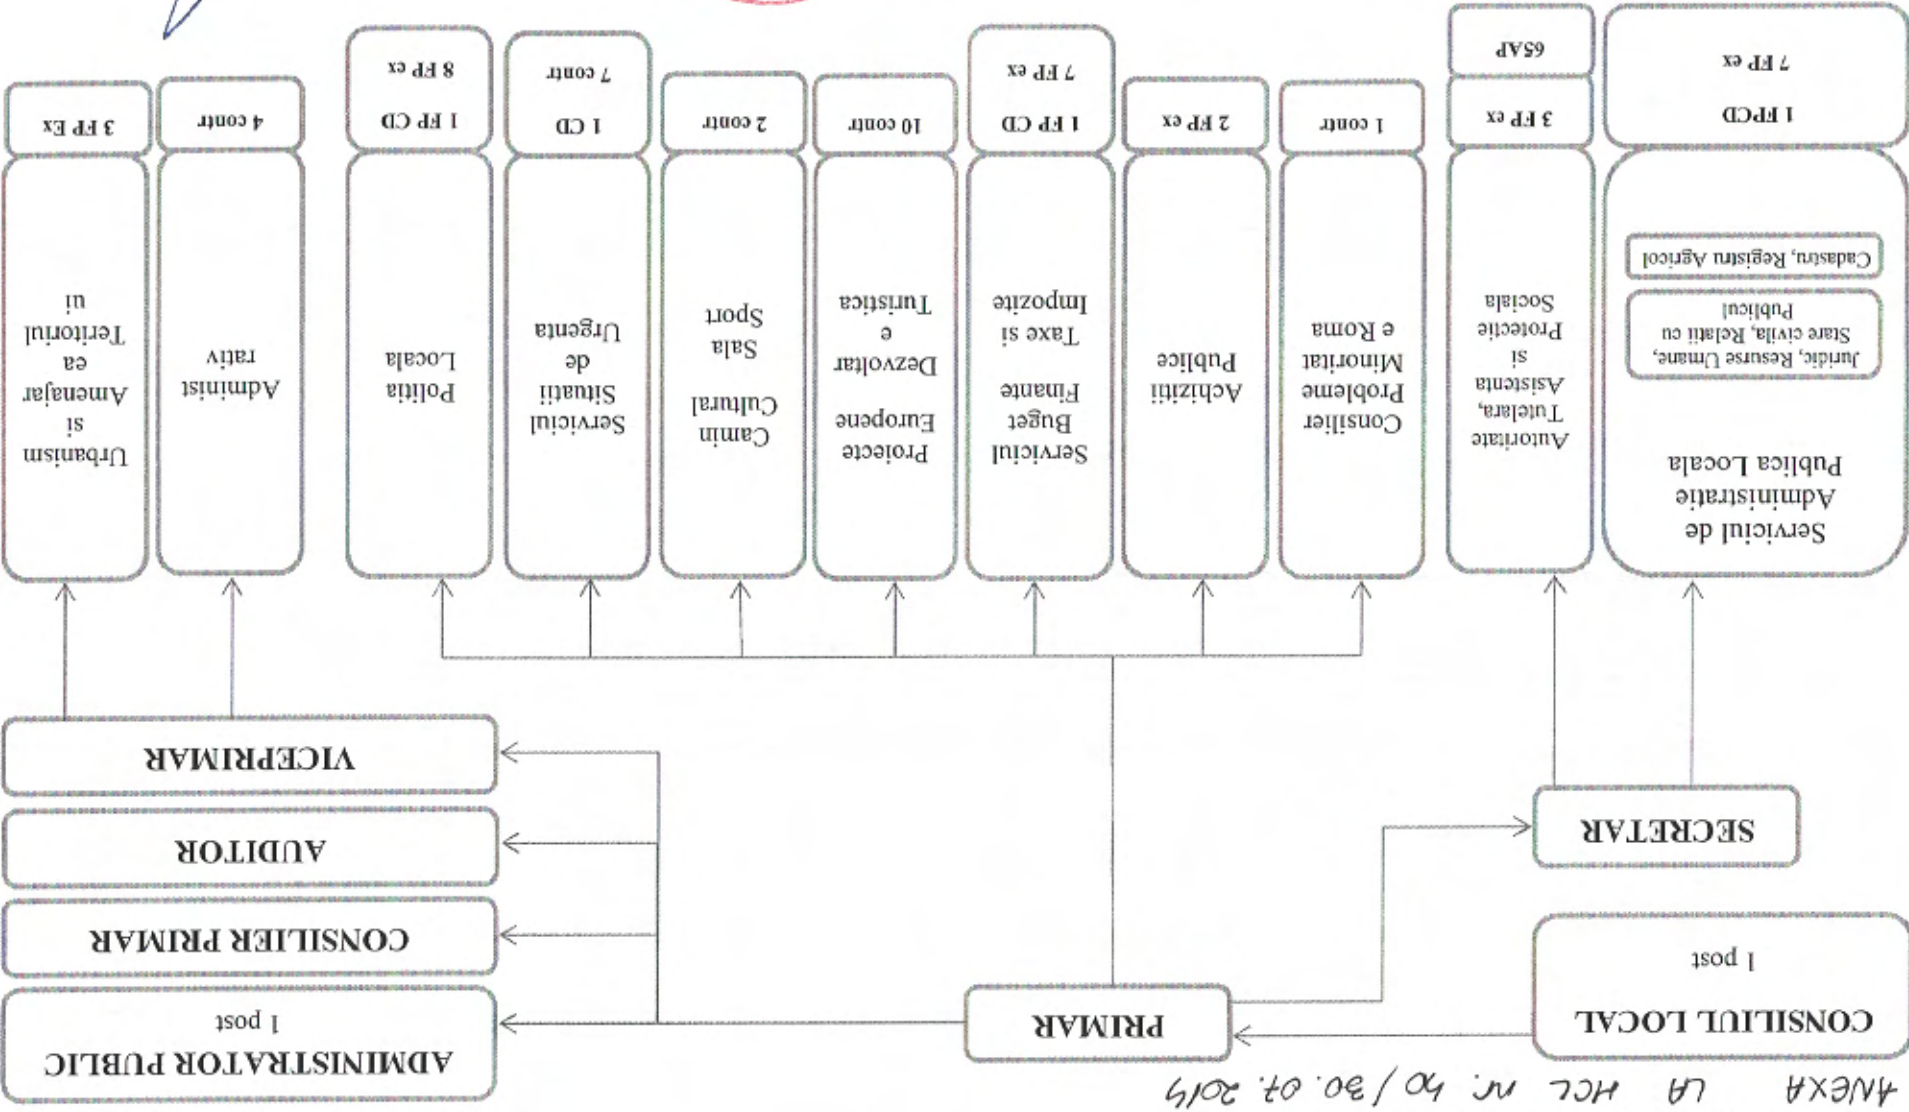 ANEXA LA HCL nr. 40 / 30.07.2014
CONSILIUL LOCAL
1 post
PRIMAR
ADMINISTRATOR PUBLIC
1 post
CONSILIER PRIMAR
SECRETAR
AUDITOR
VICEPRIMAR
Serviciul de
Administratie
Publica Locala
Juridic, Resurse Umane,
Stare civila, Relatii cu
Publicul
Cadastru, Registru Agricol
1 FPCD
7 FP ex
Autoritate
Tutelara,
Asistenta
si
Protectie
Sociala
3 FP ex
65AP
Consilier
Probleme
Minoritat
e Roma
1 contr
Achizitii
Publice
2 FP ex
Serviciul
Buget
Finante
Taxe si
Impozite
1 FP CD
7 FP ex
Proiecte
Europene
Dezvoltar
e
Turistica
10 contr
Camin
Cultural
Sala
Sport
2 contr
Serviciul
Situatii
de
Urgenta
1 CD
7 contr
Politia
Locala
1 FP CD
8 FP ex
Administ
rativ
4 contr
Urbanism
si
Amenajar
ea
Teritoriul
ui
3 FP Ex